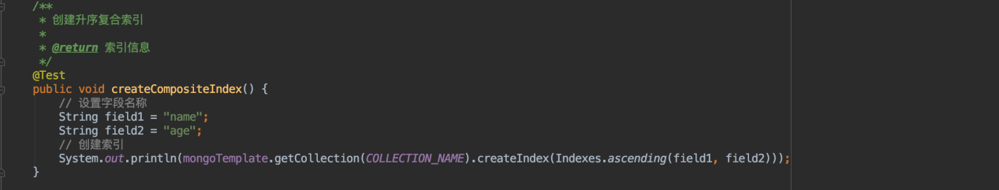 /**
 * 创建升序复合索引
 *
 * @return 索引信息
 */
@Test
public void createCompositeIndex() {
    // 设置字段名称
    String field1 = "name";
    String field2 = "age";
    // 创建索引
    System.out.println(mongoTemplate.getCollection(COLLECTION_NAME).createIndex(Indexes.ascending(field1, field2)));
}